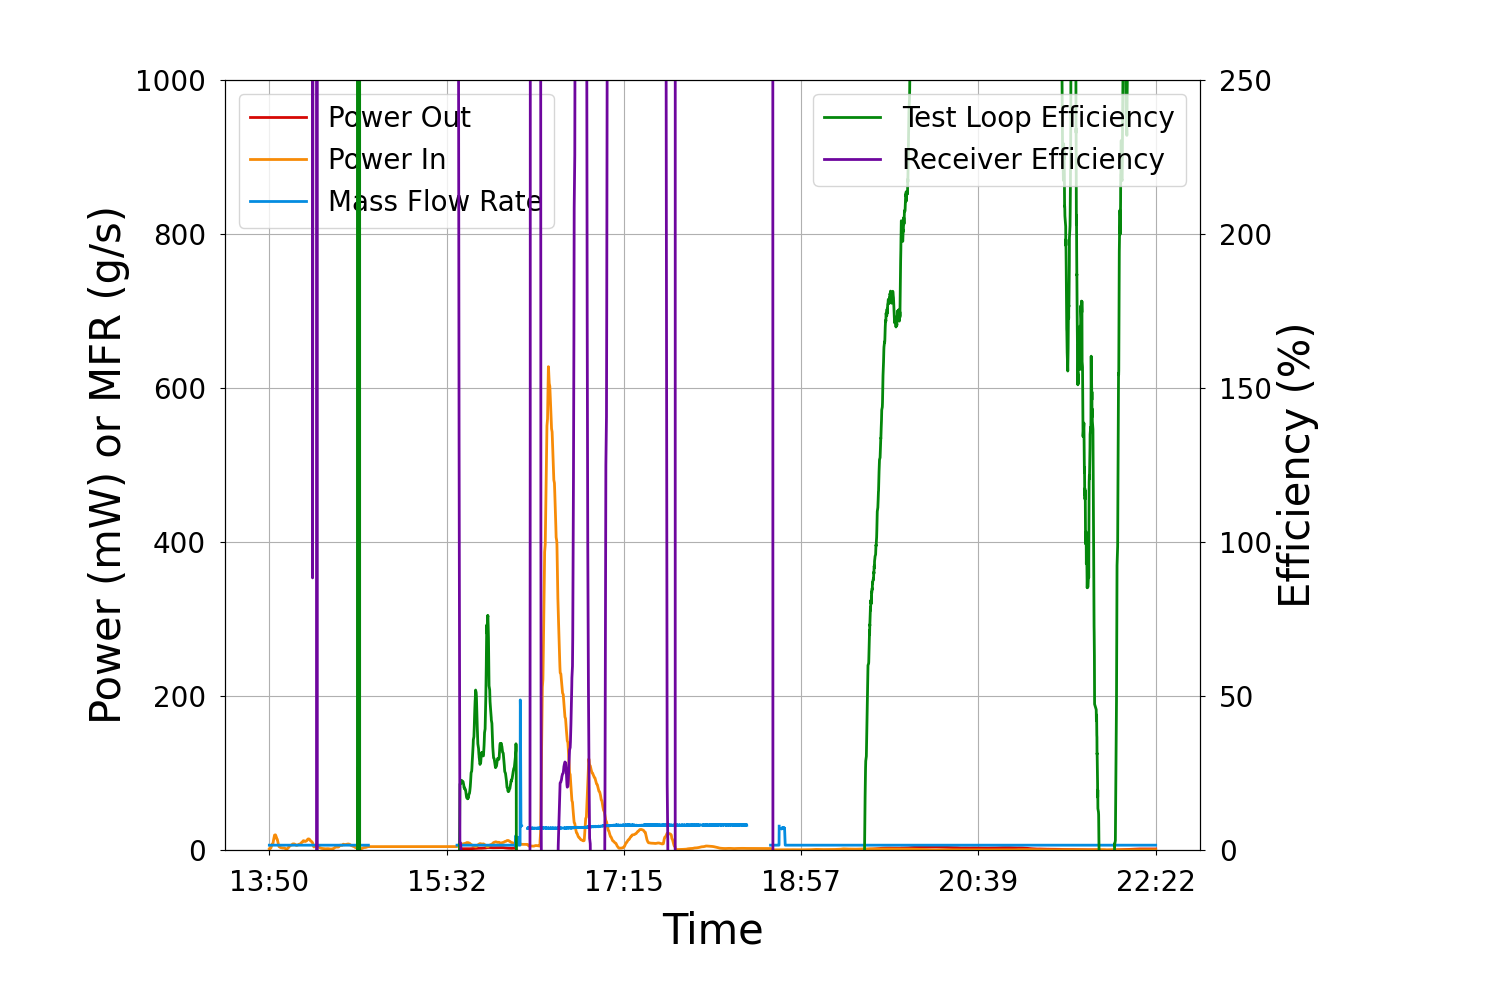 1000
800
600
400
200
0
Power (mW) or MFR (g/s)
Power Out
Power In
Mass Flow Rate
Test Loop Efficiency
Receiver Efficiency
250
200
150
100
50
0
Efficiency (%)
13:50 15:32 17:15 18:57 20:39 22:22
Time